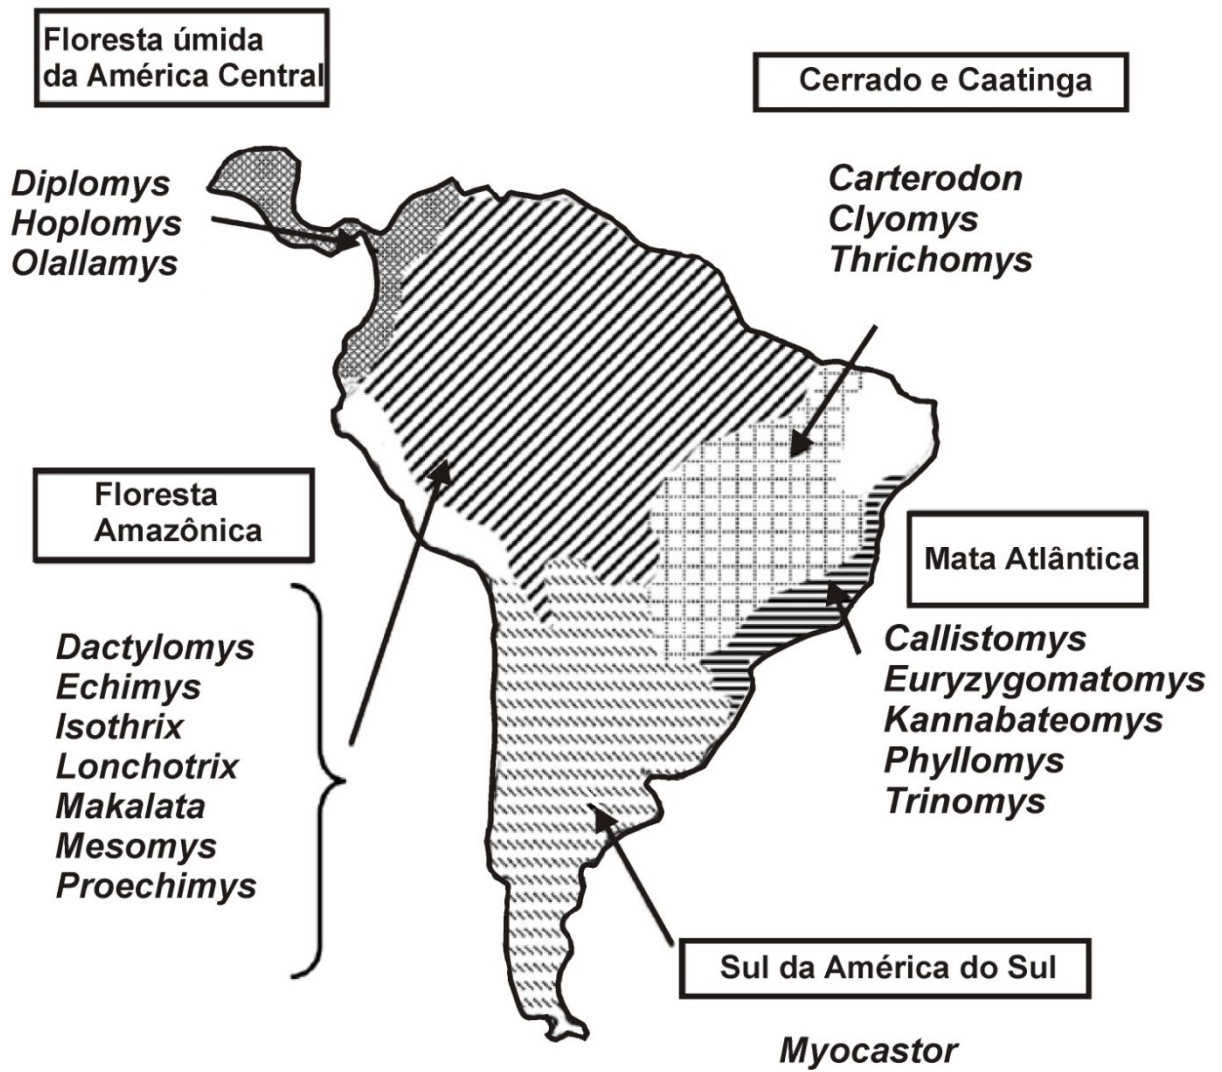 Floresta úmida
da América Central
Diplomys
Hoplomys
Olallamys
Cerrado e Caatinga
Carterodon
Clyomys
Thrichomys
Floresta
Amazônica
Dactylomys
Echimys
Isothrix
Lonchotrix
Makalata
Mesomys
Proechimys
Mata Atlântica
Callistomys
Euryzygomatomys
Kannabateomys
Phyllomys
Trinomys
Sul da América do Sul
Myocastor